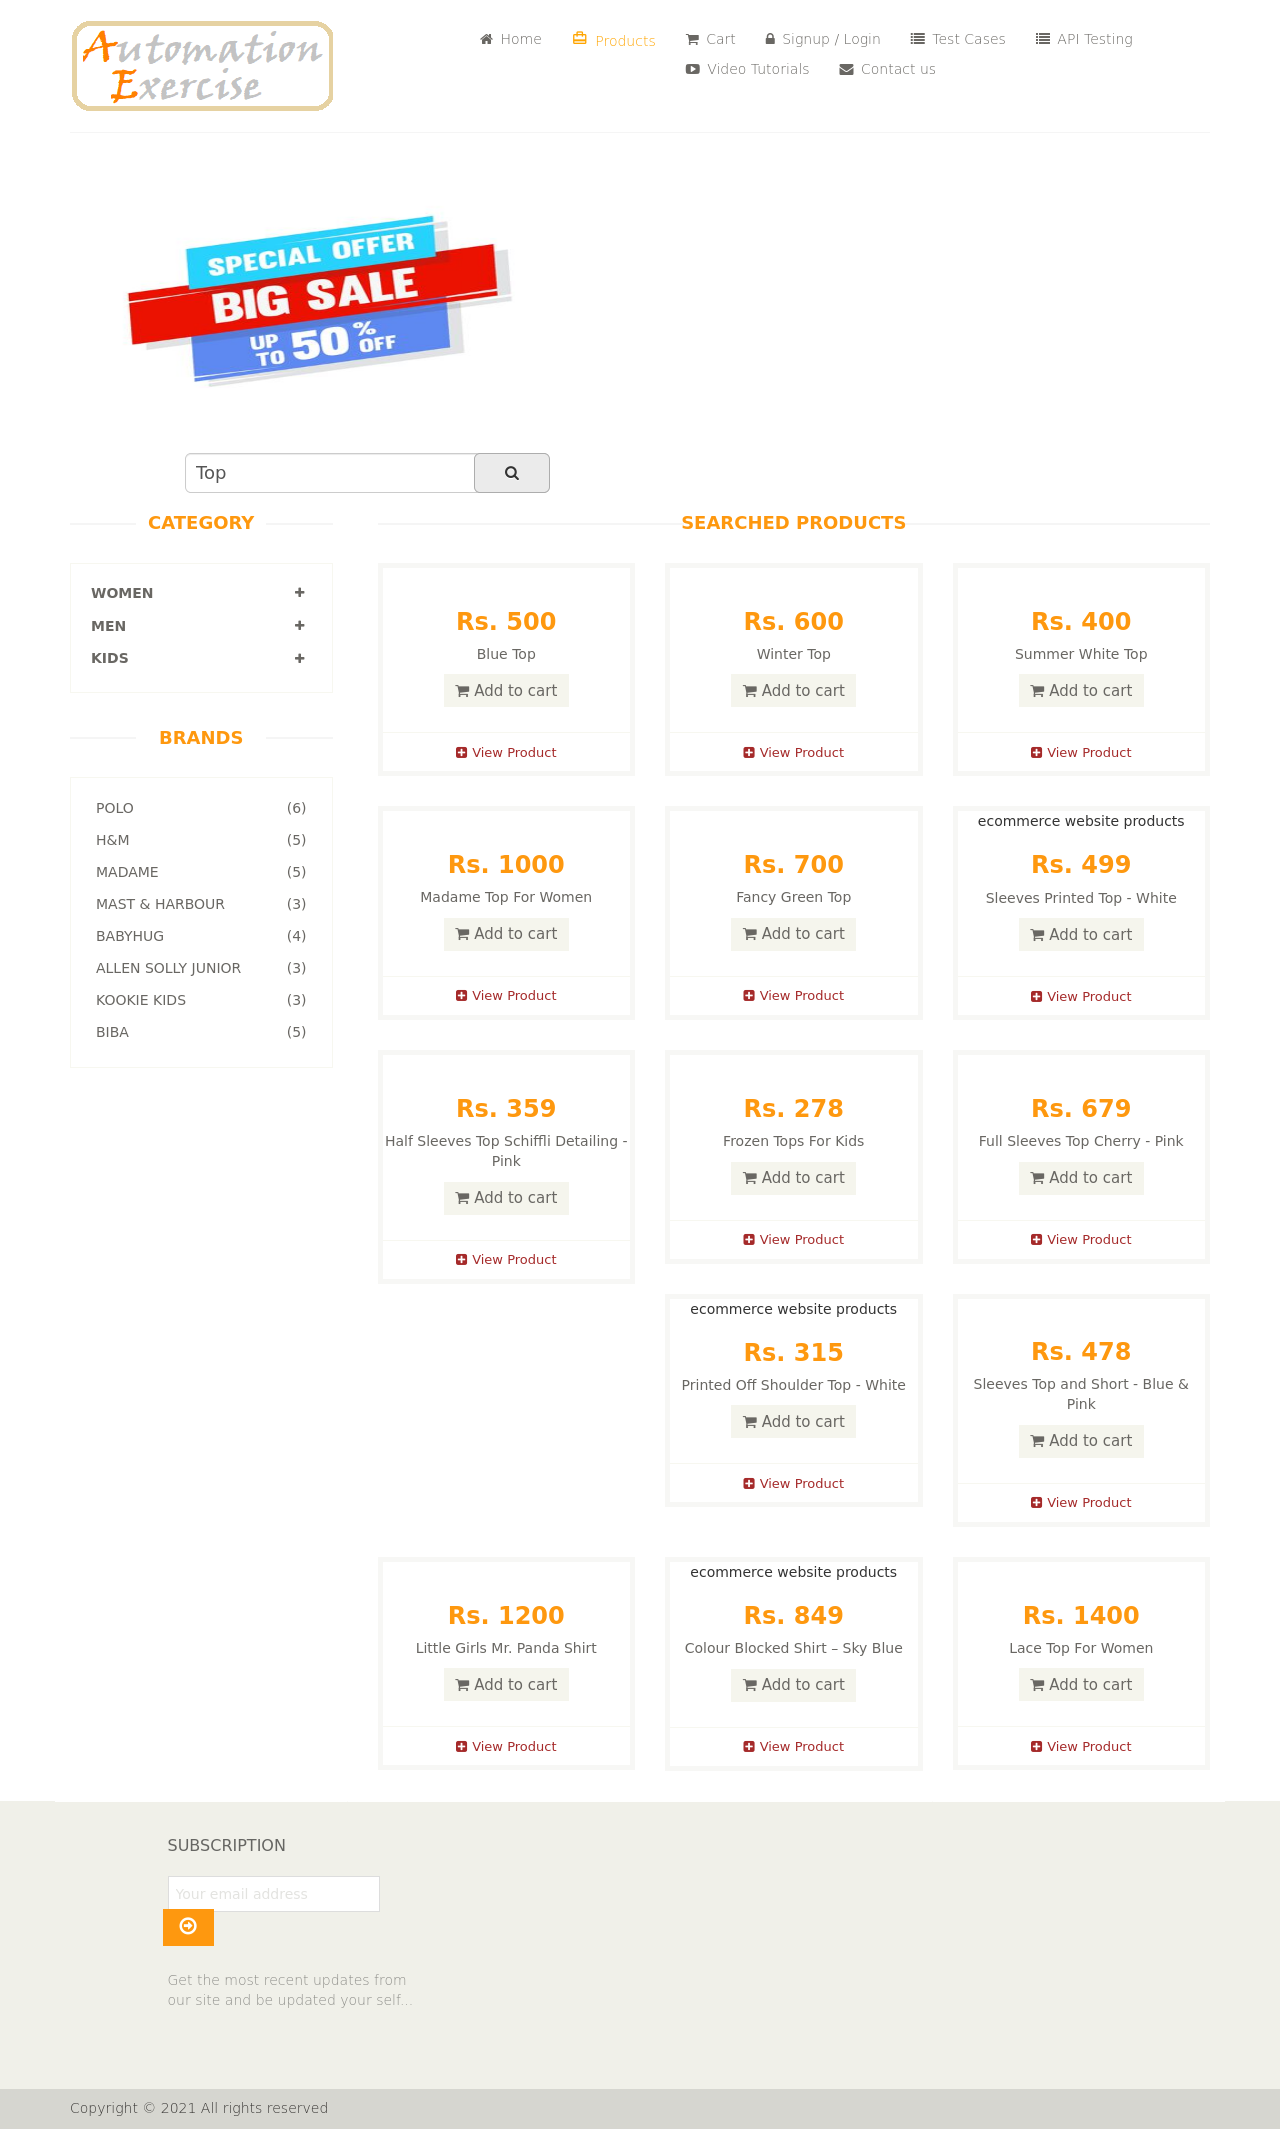 Automation
Exercise
Home
Products
Cart
Signup / Login
Test Cases
API Testing
Video Tutorials
Contact us
SPECIAL OFFER
BIG SALE
UP TO 50% OFF
Top
CATEGORY
WOMEN
MEN
KIDS
BRANDS
POLO (6)
H&M (5)
MADAME (5)
MAST & HARBOUR (3)
BABYHUG (4)
ALLEN SOLLY JUNIOR (3)
KOOKIE KIDS (3)
BIBA (5)
SEARCHED PRODUCTS
Rs. 500
Blue Top
Add to cart
View Product
Rs. 600
Winter Top
Add to cart
View Product
Rs. 400
Summer White Top
Add to cart
View Product
Rs. 1000
Madame Top For Women
Add to cart
View Product
Rs. 700
Fancy Green Top
Add to cart
View Product
ecommerce website products
Rs. 499
Sleeves Printed Top - White
Add to cart
View Product
Rs. 359
Half Sleeves Top Schiffli Detailing -
Pink
Add to cart
View Product
Rs. 278
Frozen Tops For Kids
Add to cart
View Product
Rs. 679
Full Sleeves Top Cherry - Pink
Add to cart
View Product
ecommerce website products
Rs. 315
Printed Off Shoulder Top - White
Add to cart
View Product
Rs. 478
Sleeves Top and Short - Blue &
Pink
Add to cart
View Product
Rs. 1200
Little Girls Mr. Panda Shirt
Add to cart
View Product
ecommerce website products
Rs. 849
Colour Blocked Shirt – Sky Blue
Add to cart
View Product
Rs. 1400
Lace Top For Women
Add to cart
View Product
SUBSCRIPTION
Your email address
Get the most recent updates from
our site and be updated your self...
Copyright © 2021 All rights reserved